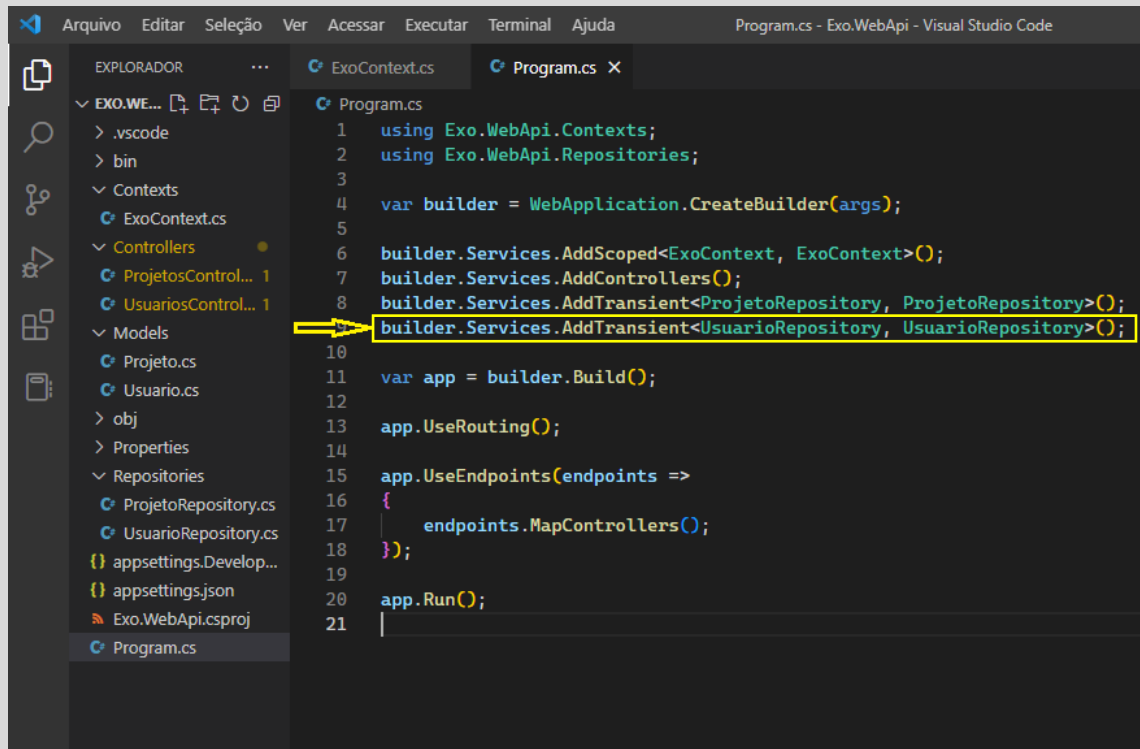 Arquivo Editar Seleção Ver Acessar Executar Terminal Ajuda Program.cs - Exo.WebApi - Visual Studio Code
EXPLORADOR ...
EXO.WE...
> .vscode
> bin
Contexts
C# ExoContext.cs
Controllers
C# ProjetosControl... 1
C# UsuariosControl... 1
Models
C# Projeto.cs
C# Usuario.cs
> obj
> Properties
Repositories
C# ProjetoRepository.cs
C# UsuarioRepository.cs
{} appsettings.Develop...
{} appsettings.json
Exo.WebApi.csproj
C# Program.cs
C# ExoContext.cs C# Program.cs ×
C# Program.cs
1 using Exo.WebApi.Contexts;
2 using Exo.WebApi.Repositories;
3
4 var builder = WebApplication.CreateBuilder(args);
5
6 builder.Services.AddScoped<ExoContext, ExoContext>();
7 builder.Services.AddControllers();
8 builder.Services.AddTransient<ProjetoRepository, ProjetoRepository>();
9 builder.Services.AddTransient<UsuarioRepository, UsuarioRepository>();
10
11 var app = builder.Build();
12
13 app.UseRouting();
14
15 app.UseEndpoints(endpoints =>
16 {
17 endpoints.MapControllers();
18 });
19
20 app.Run();
21